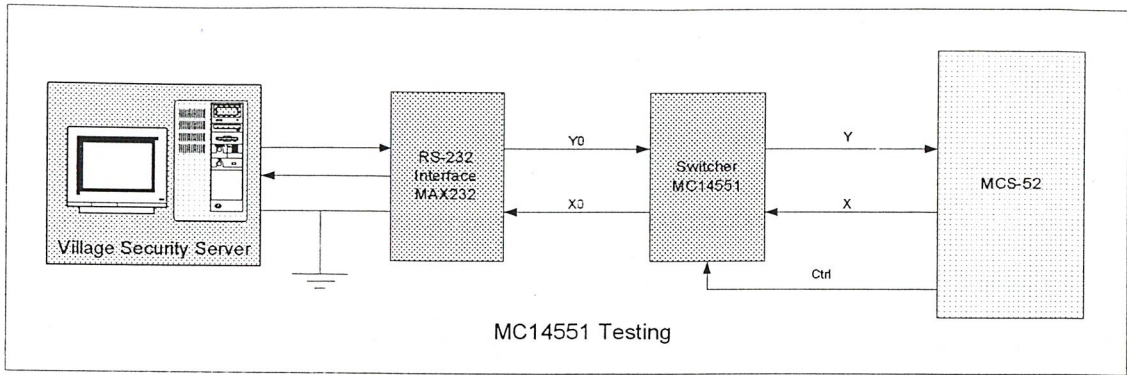 Village Security Server
RS-232
Interface
MAX232
Y0
X0
Switcher
MC14551
Y
X
Ctrl
MCS-52
MC14551 Testing